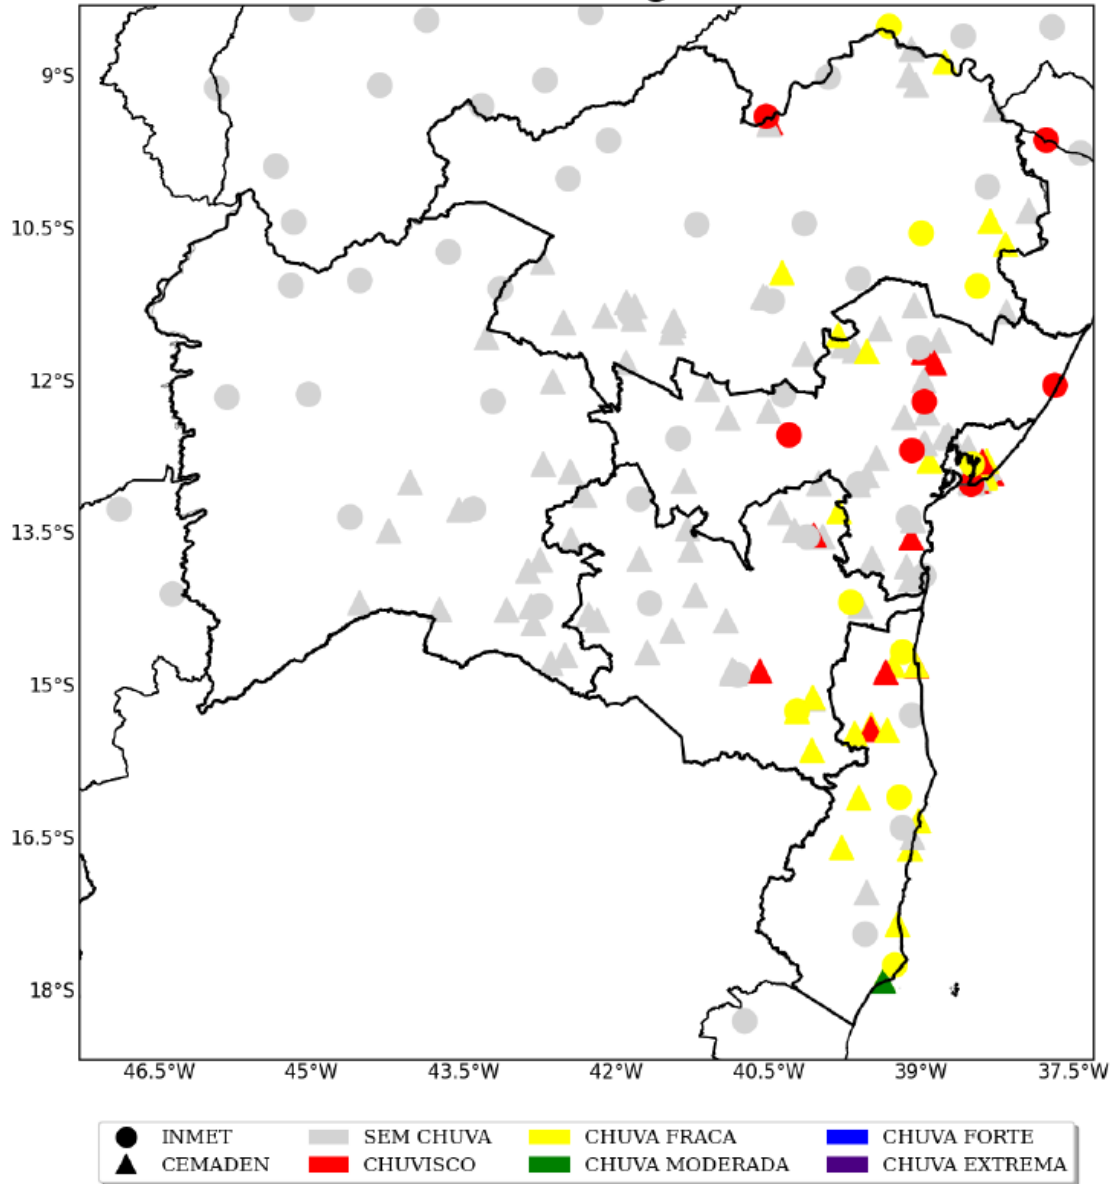 9°S
10.5°S
12°S
13.5°S
15°S
16.5°S
18°S
46.5°W 45°W 43.5°W 42°W 40.5°W 39°W 37.5°W
INMET SEM CHUVA CHUVA FRACA CHUVA FORTE
CEMADEN CHUVISCO CHUVA MODERADA CHUVA EXTREMA